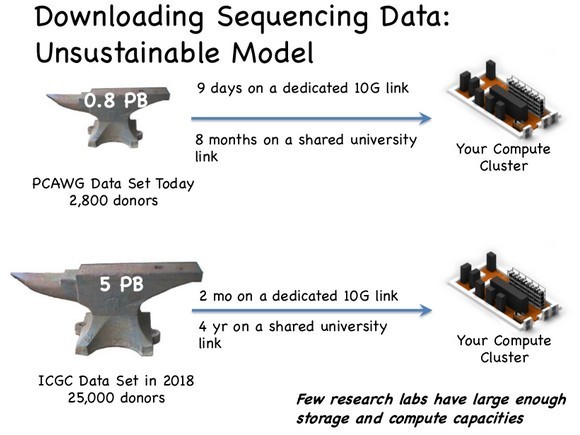 Downloading Sequencing Data:
Unsustainable Model
0.8 PB
9 days on a dedicated 10G link
8 months on a shared university
link
Your Compute
Cluster
PCAWG Data Set Today
2,800 donors
5 PB
2 mo on a dedicated 10G link
4 yr on a shared university
link
Your Compute
Cluster
ICGC Data Set in 2018
25,000 donors
Few research labs have large enough
storage and compute capacities